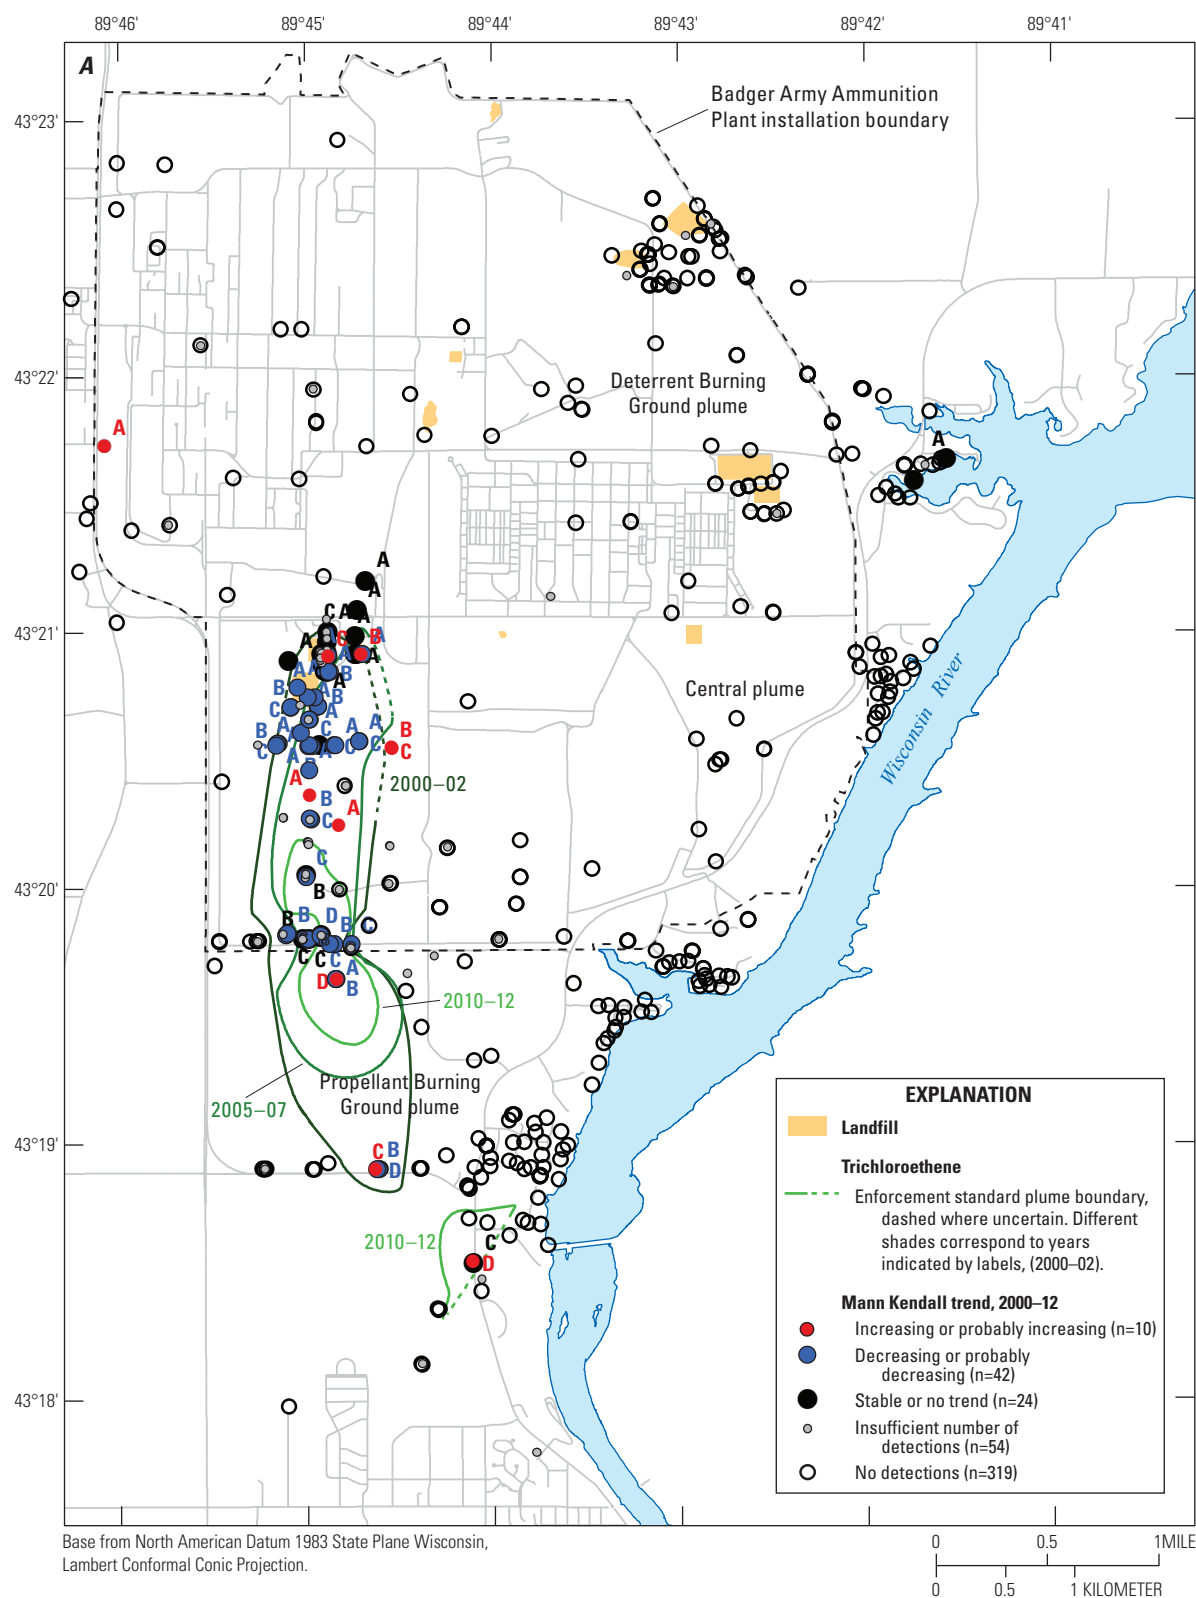 89°46'
89°45'
89°44'
89°43'
89°42'
89°41'
A
Badger Army Ammunition
Plant installation boundary
43°23'
43°22'
Deterrent Burning
Ground plume
A
A
A
A
43°21'
C A A
A
C B A
A
A
B
A
A A
B
A B
C
A
A
C
A
A
B
C
C
C
A
A
B
C
Central plume
Wisconsin River
2000–02
A
B
A
C
C
43°20'
B
B
B
D
B
C
C
C
C
A
D
B
2010–12
Propellant Burning
Ground plume
2005–07
43°19'
C B
D
2010–12
C
D
43°18'
EXPLANATION
Landfill
Trichloroethene
Enforcement standard plume boundary,
dashed where uncertain. Different
shades correspond to years
indicated by labels, (2000–02).
Mann Kendall trend, 2000–12
Increasing or probably increasing (n=10)
Decreasing or probably
decreasing (n=42)
Stable or no trend (n=24)
Insufficient number of
detections (n=54)
No detections (n=319)
Base from North American Datum 1983 State Plane Wisconsin,
Lambert Conformal Conic Projection.
0 0.5 1 MILE
0 0.5 1 KILOMETER